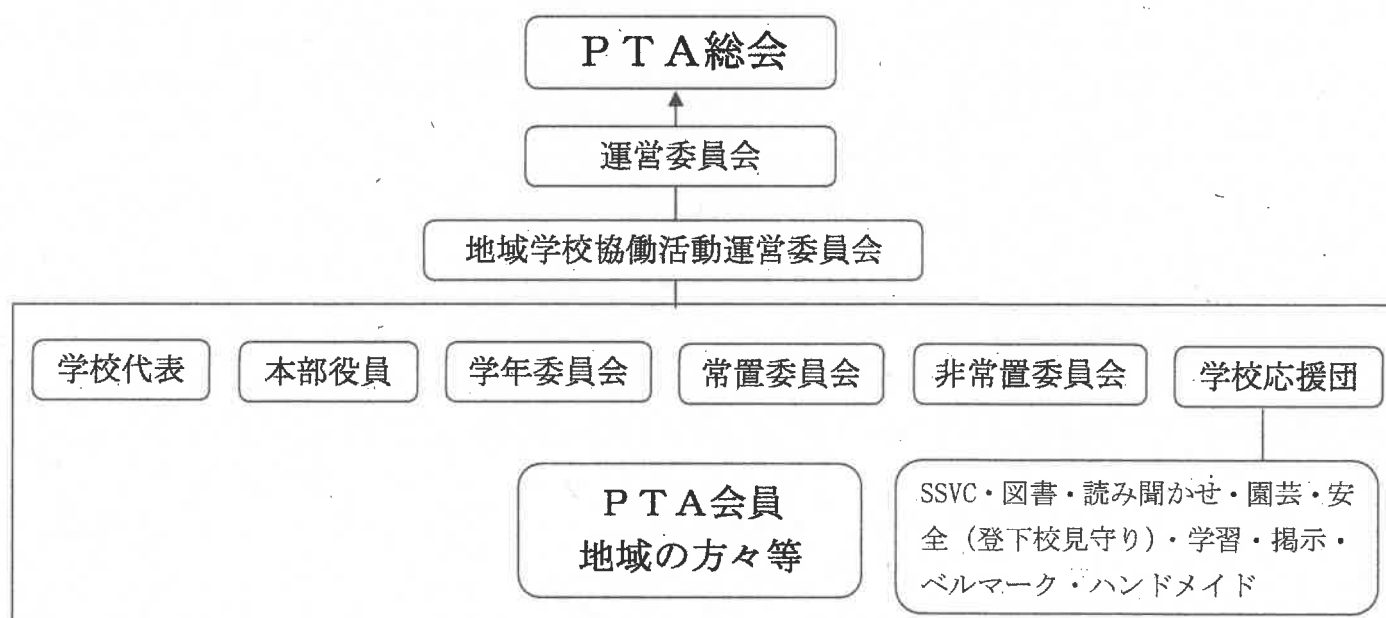 ＰＴＡ総会
運営委員会
地域学校協働活動運営委員会
学校代表
本部役員
学年委員会
常置委員会
非常置委員会
学校応援団
ＰＴＡ会員
地域の方々等
SSVC・図書・読み聞かせ・園芸・安
全（登下校見守り）・学習・掲示・
ベルマーク・ハンドメイド